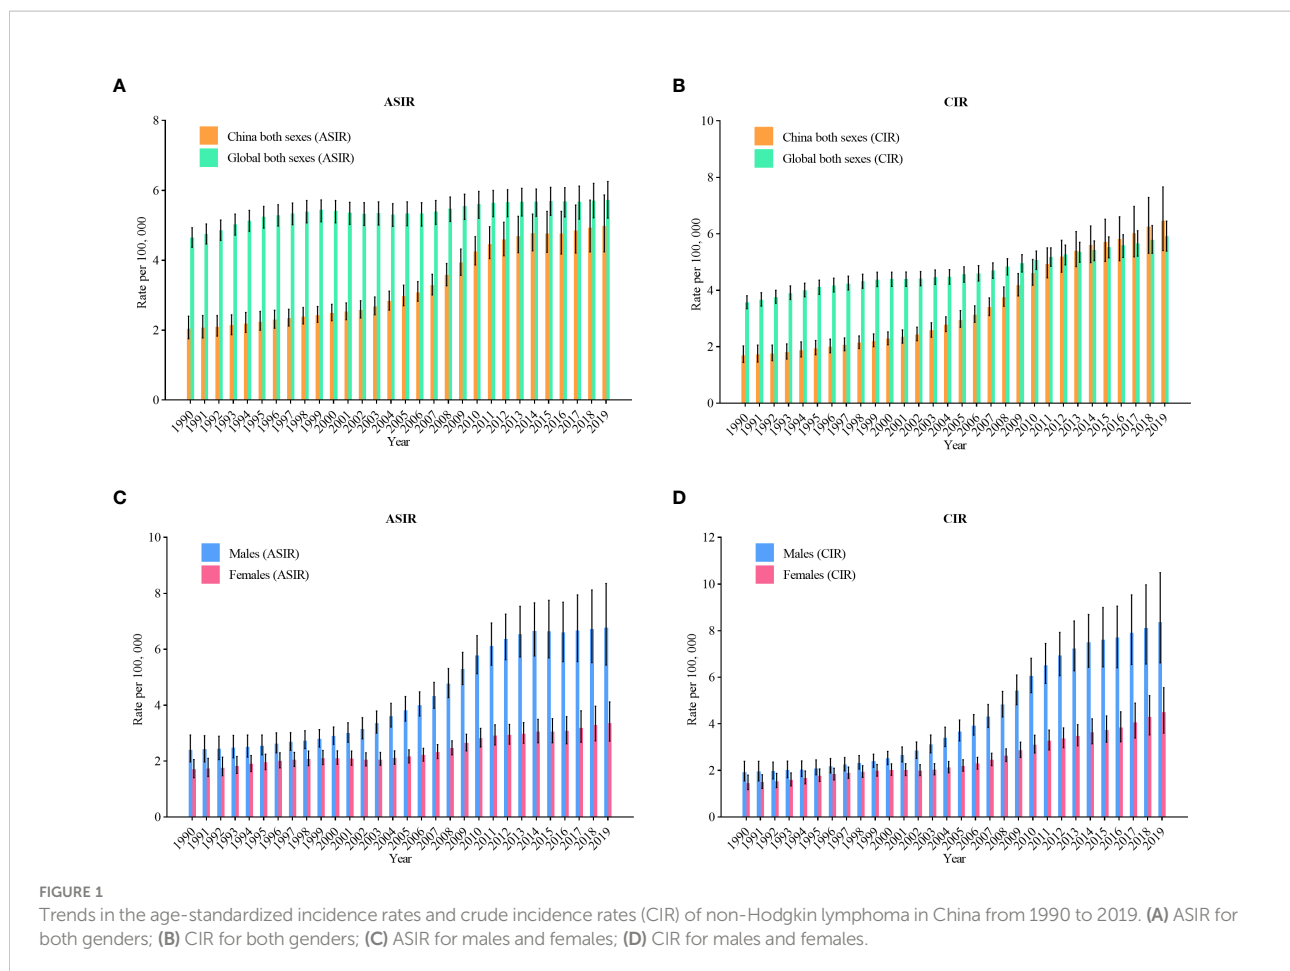 A
ASIR
8
6
4
2
0
Rate per 100, 000
China both sexes (ASIR)
Global both sexes (ASIR)
1990 1991 1992 1993 1994 1995 1996 1997 1998 1999 2000 2001 2002 2003 2004 2005 2006 2007 2008 2009 2010 2011 2012 2013 2014 2015 2016 2017 2018 2019
Year
B
CIR
10
8
6
4
2
0
Rate per 100, 000
China both sexes (CIR)
Global both sexes (CIR)
1990 1991 1992 1993 1994 1995 1996 1997 1998 1999 2000 2001 2002 2003 2004 2005 2006 2007 2008 2009 2010 2011 2012 2013 2014 2015 2016 2017 2018 2019
Year
C
ASIR
10
8
6
4
2
0
Rate per 100, 000
Males (ASIR)
Females (ASIR)
1990 1991 1992 1993 1994 1995 1996 1997 1998 1999 2000 2001 2002 2003 2004 2005 2006 2007 2008 2009 2010 2011 2012 2013 2014 2015 2016 2017 2018 2019
Year
D
CIR
12
10
8
6
4
2
0
Rate per 100, 000
Males (CIR)
Females (CIR)
1990 1991 1992 1993 1994 1995 1996 1997 1998 1999 2000 2001 2002 2003 2004 2005 2006 2007 2008 2009 2010 2011 2012 2013 2014 2015 2016 2017 2018 2019
Year
FIGURE 1
Trends in the age-standardized incidence rates and crude incidence rates (CIR) of non-Hodgkin lymphoma in China from 1990 to 2019. (A) ASIR for
both genders; (B) CIR for both genders; (C) ASIR for males and females; (D) CIR for males and females.